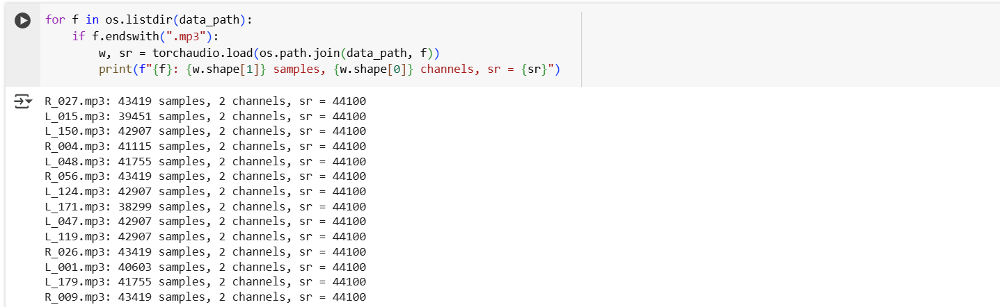 for f in os.listdir(data_path):
    if f.endswith(".mp3"):
        w, sr = torchaudio.load(os.path.join(data_path, f))
        print(f"{f}: {w.shape[1]} samples, {w.shape[0]} channels, sr = {sr}")
R_027.mp3: 43419 samples, 2 channels, sr = 44100
L_015.mp3: 39451 samples, 2 channels, sr = 44100
L_150.mp3: 42907 samples, 2 channels, sr = 44100
R_004.mp3: 41115 samples, 2 channels, sr = 44100
L_048.mp3: 41755 samples, 2 channels, sr = 44100
R_056.mp3: 43419 samples, 2 channels, sr = 44100
L_124.mp3: 42907 samples, 2 channels, sr = 44100
L_171.mp3: 38299 samples, 2 channels, sr = 44100
L_047.mp3: 42907 samples, 2 channels, sr = 44100
L_119.mp3: 42907 samples, 2 channels, sr = 44100
R_026.mp3: 43419 samples, 2 channels, sr = 44100
L_001.mp3: 40603 samples, 2 channels, sr = 44100
L_179.mp3: 41755 samples, 2 channels, sr = 44100
R_009.mp3: 43419 samples, 2 channels, sr = 44100